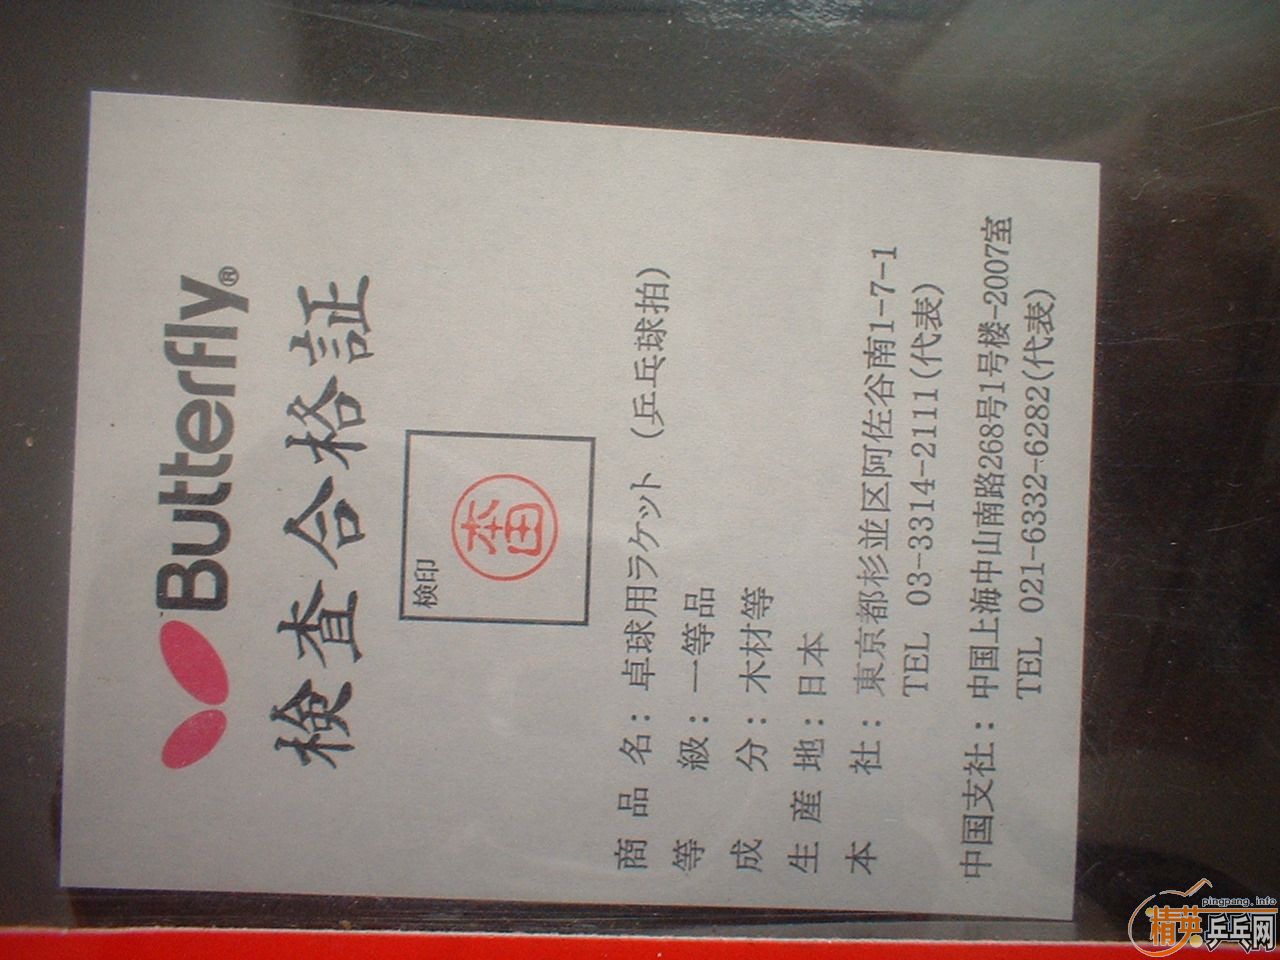 Butterfly®
検査合格証
検印
本田
商品名：卓球用ラケット（乒乓球拍）
等級：一等品
成分：木材等
生産地：日本
本社：東京都杉並区阿佐谷南1-7-1
TEL 03-3314-2111(代表)
中国支社：中国上海中山南路268号1号楼-2007室
TEL 021-6332-6282(代表)
pingpang.info
精英乒乓网